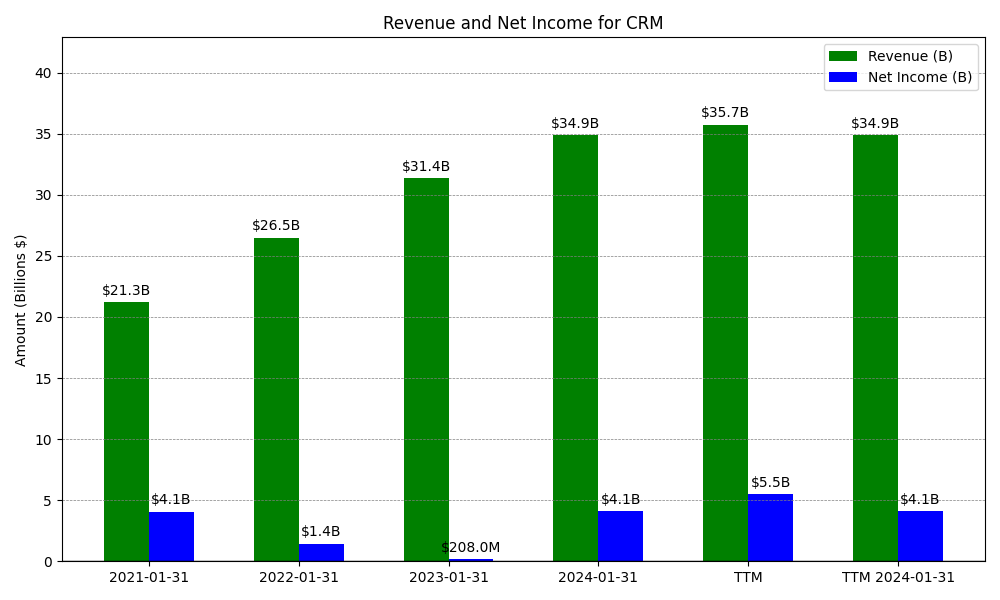 Revenue and Net Income for CRM
Revenue (B)
Net Income (B)
Amount (Billions $)
40
35
30
25
20
15
10
5
0
$21.3B
$4.1B
$26.5B
$1.4B
$31.4B
$208.0M
$34.9B
$4.1B
$35.7B
$5.5B
$34.9B
$4.1B
2021-01-31
2022-01-31
2023-01-31
2024-01-31
TTM
TTM 2024-01-31